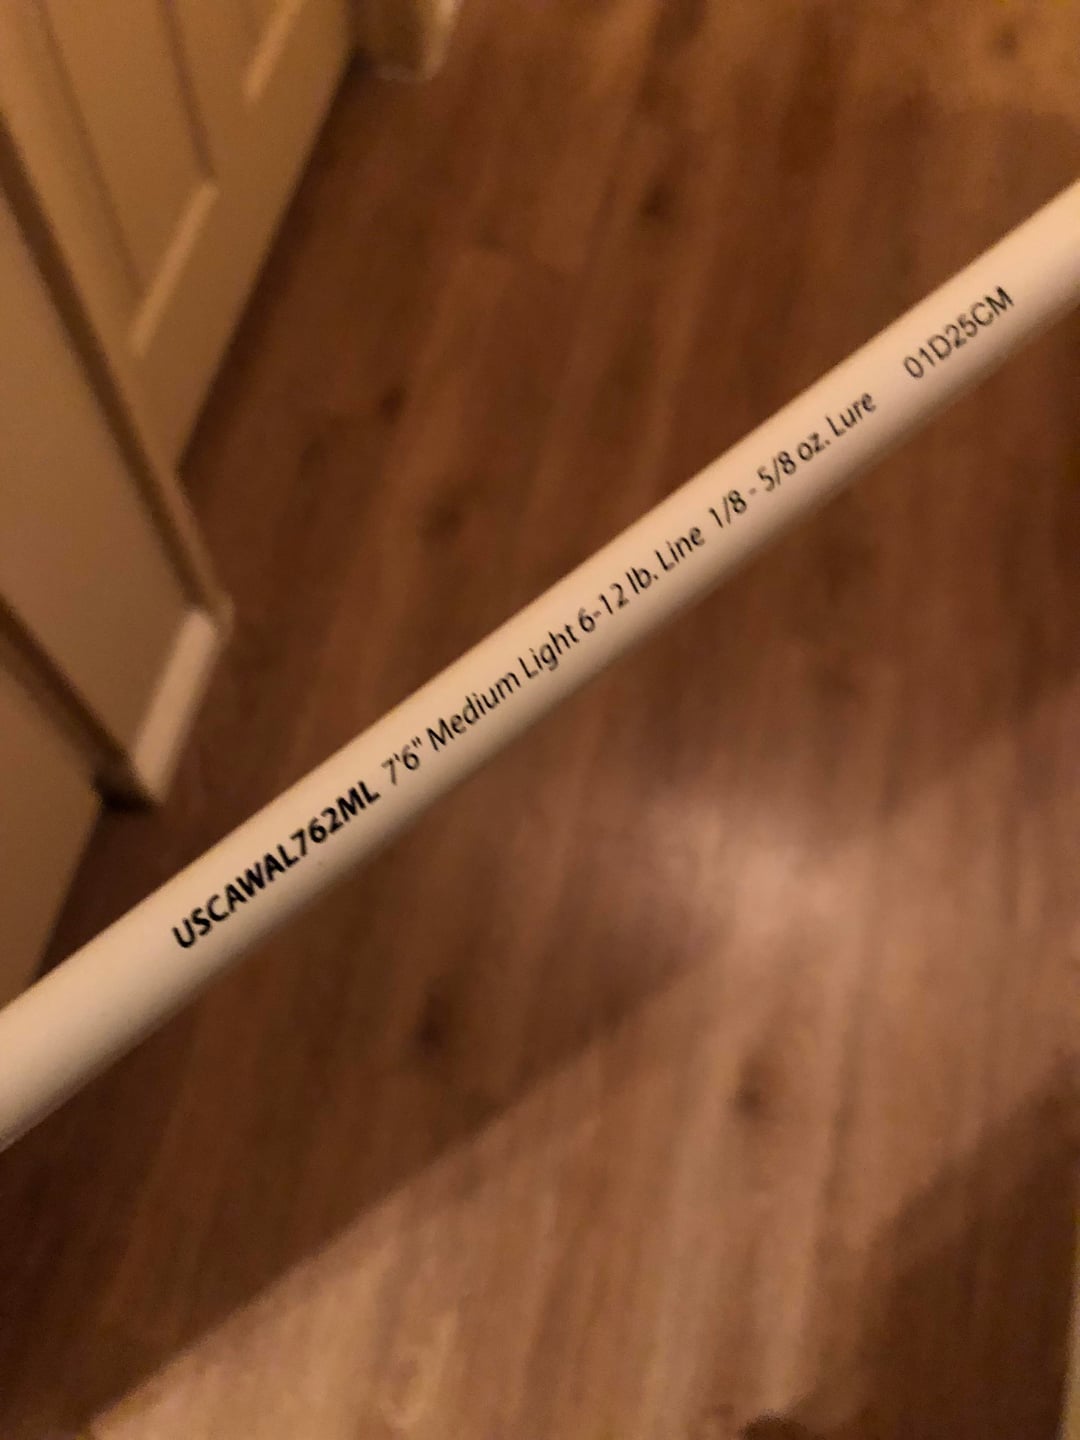 USCAWAL762ML 7'6" Medium Light 6-12 lb. Line 1/8 - 5/8 oz. Lure 01D25CM